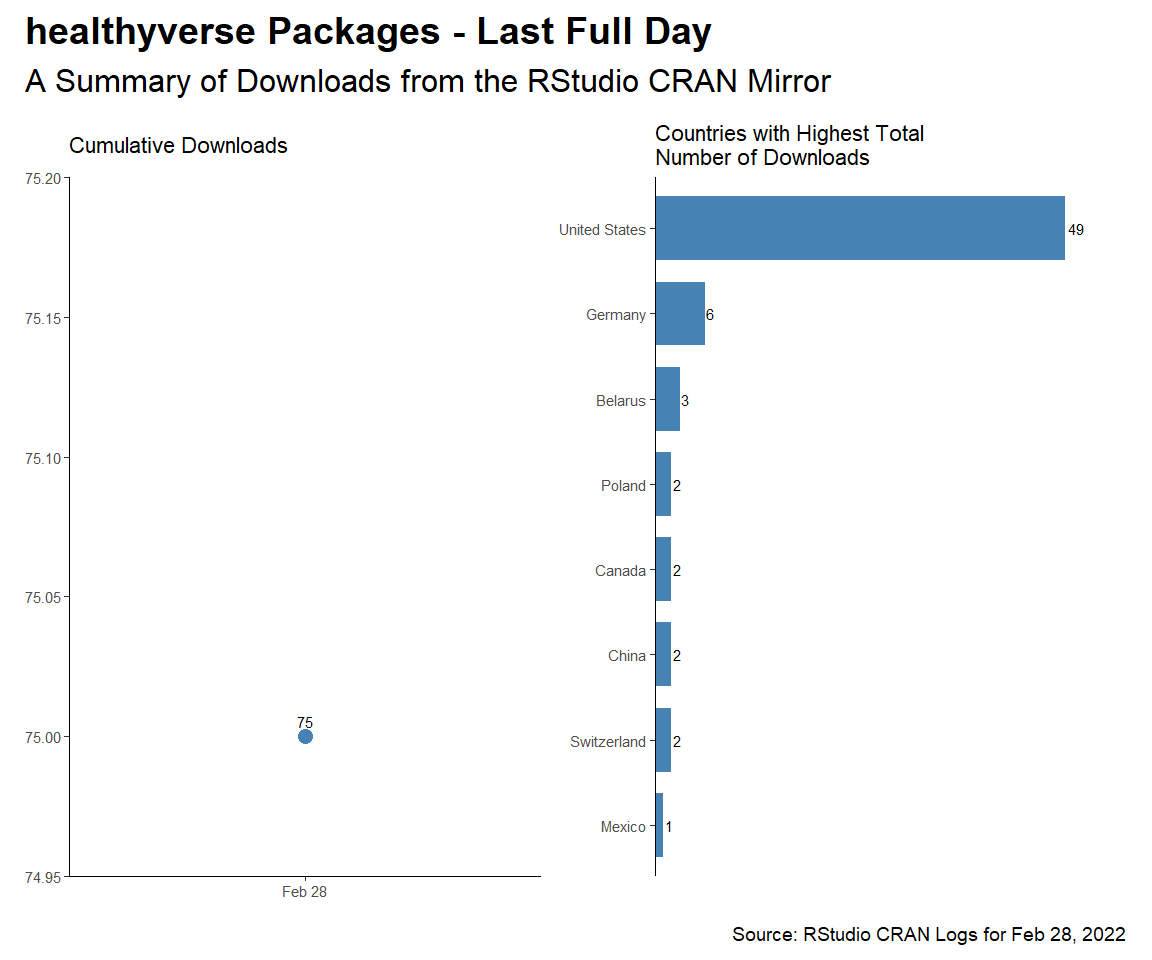 healthyverse Packages - Last Full Day
A Summary of Downloads from the RStudio CRAN Mirror
Cumulative Downloads
75.20
75.15
75.10
75.05
75.00
74.95
75
Feb 28
Countries with Highest Total
Number of Downloads
United States 49
Germany 6
Belarus 3
Poland 2
Canada 2
China 2
Switzerland 2
Mexico 1
Source: RStudio CRAN Logs for Feb 28, 2022